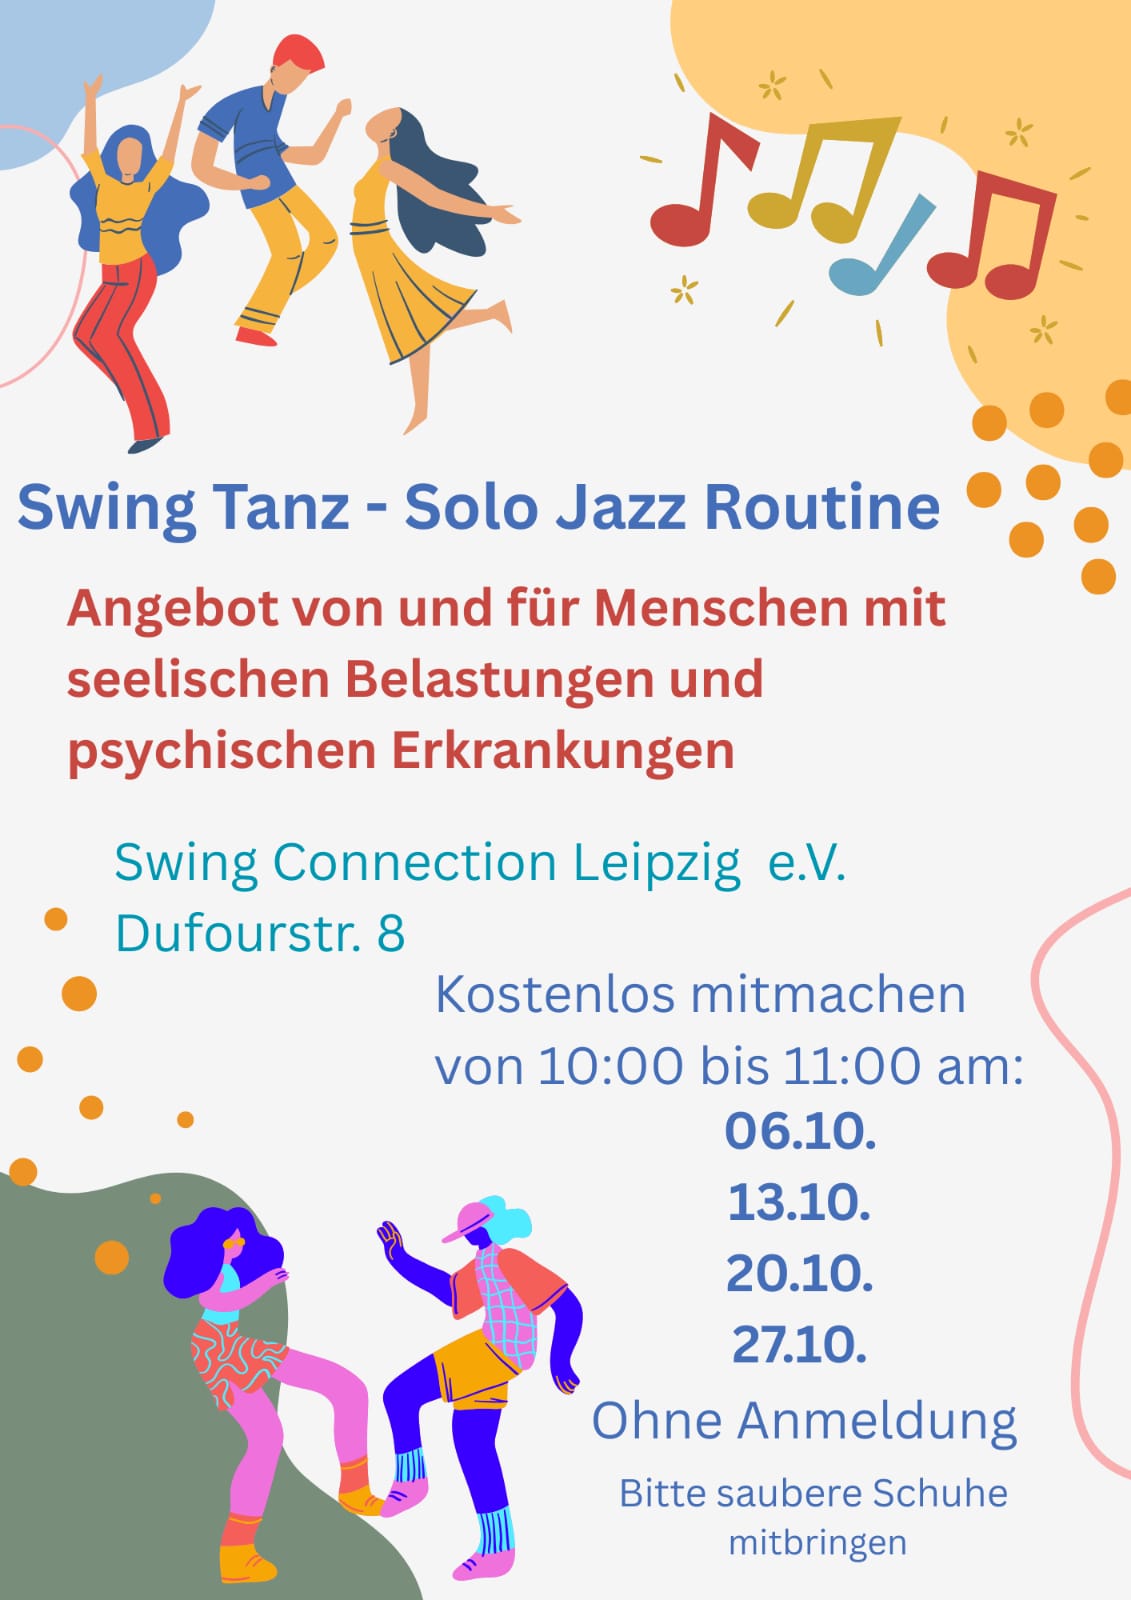 Swing Tanz - Solo Jazz Routine
Angebot von und für Menschen mit
seelischen Belastungen und
psychischen Erkrankungen
Swing Connection Leipzig e.V.
Dufourstr. 8
Kostenlos mitmachen
von 10:00 bis 11:00 am:
06.10.
13.10.
20.10.
27.10.
Ohne Anmeldung
Bitte saubere Schuhe
mitbringen